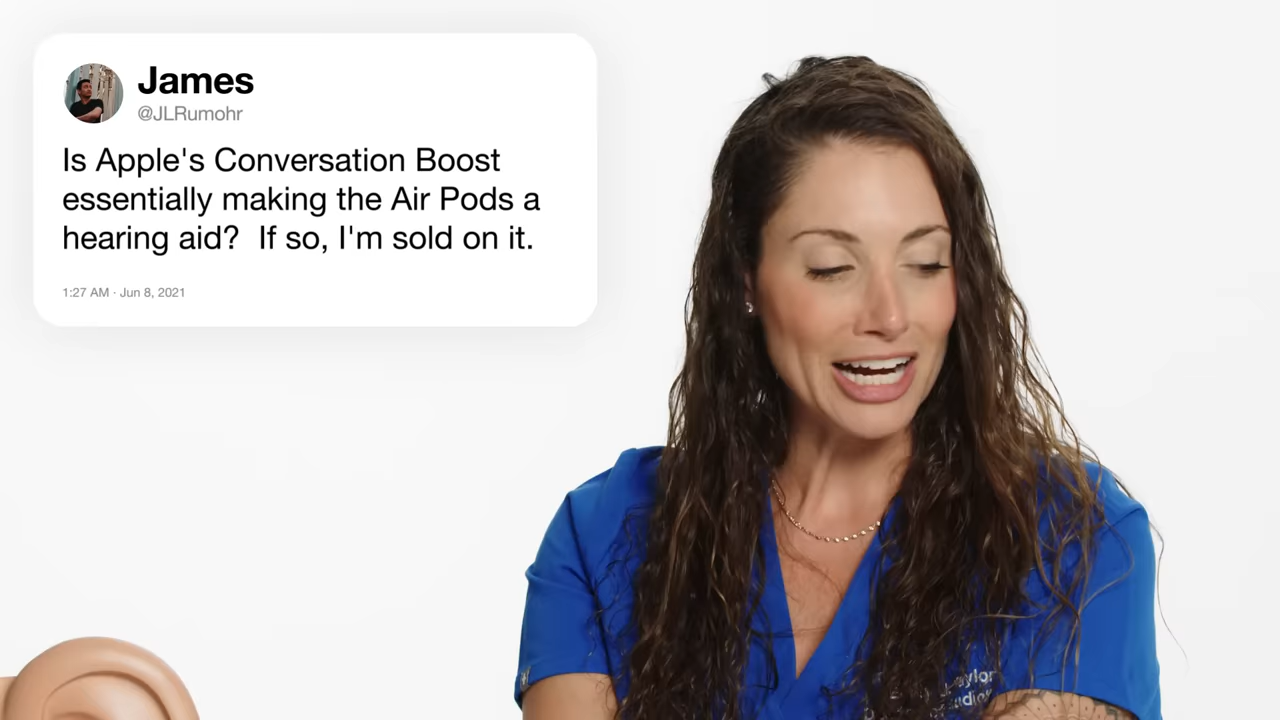 James
@JLRumohr
Is Apple's Conversation Boost
essentially making the Air Pods a
hearing aid?  If so, I'm sold on it.
1:27 AM · Jun 8, 2021